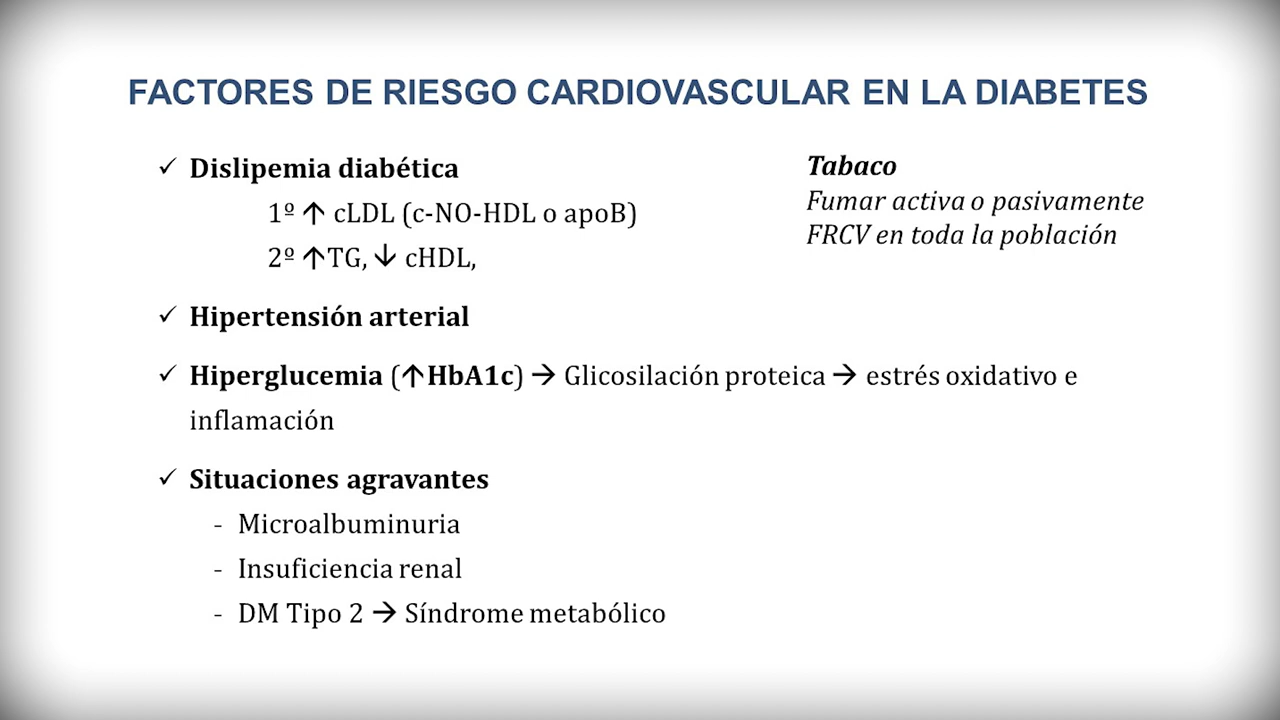 FACTORES DE RIESGO CARDIOVASCULAR EN LA DIABETES
✓ Dislipemia diabética
1º ↑ cLDL (c-NO-HDL o apoB)
2º ↑TG, ↓ cHDL,
Tabaco
Fumar activa o pasivamente
FRCV en toda la población
✓ Hipertensión arterial
✓ Hiperglucemia (↑HbA1c) → Glicosilación proteica → estrés oxidativo e
inflamación
✓ Situaciones agravantes
- Microalbuminuria
- Insuficiencia renal
- DM Tipo 2 → Síndrome metabólico